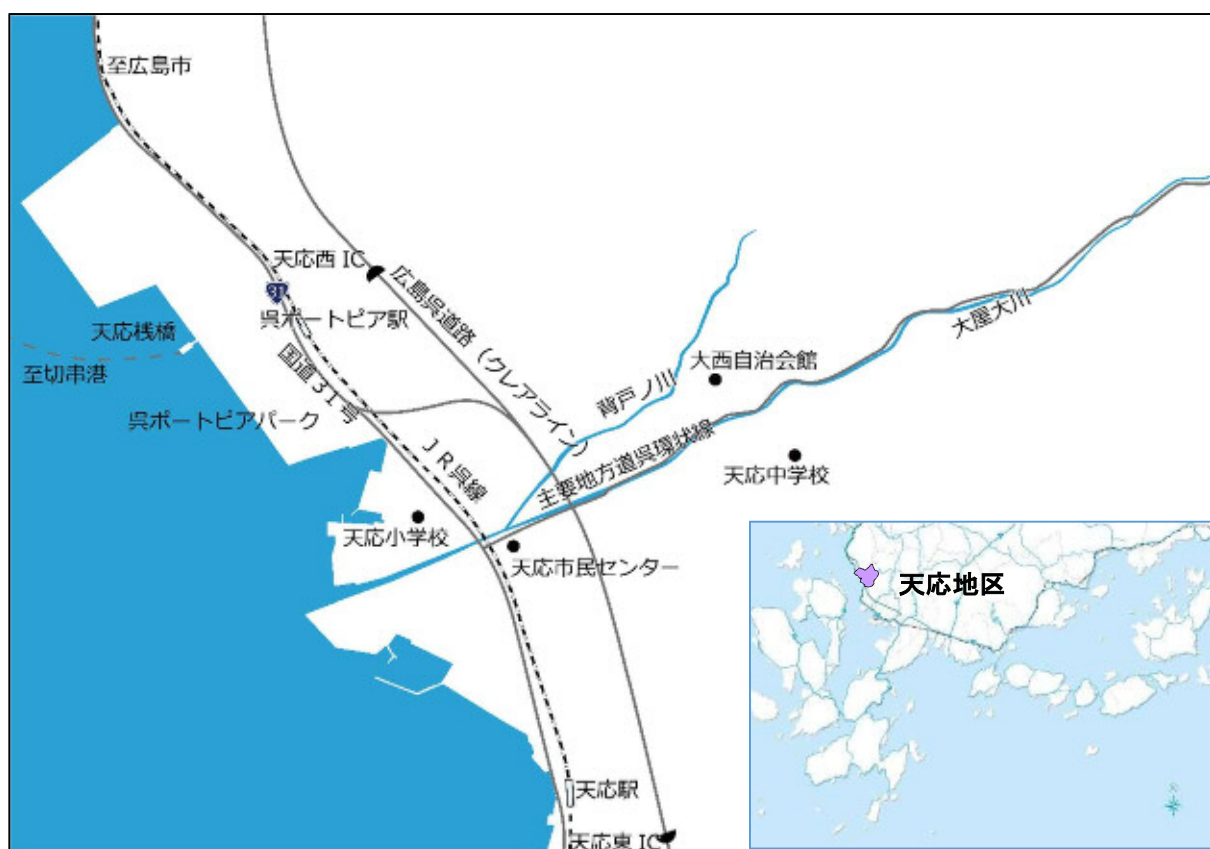 至広島市
天応西 IC
31
広島呉道路（クレアライン）
呉ポートピア駅
天応桟橋
至切串港
国道31号
呉ポートピアパーク
JR呉線
背戸ノ川
大西自治会館
大屋大川
主要地方道呉環状線
天応中学校
天応小学校
天応市民センター
天応地区
天応駅
天応東 IC